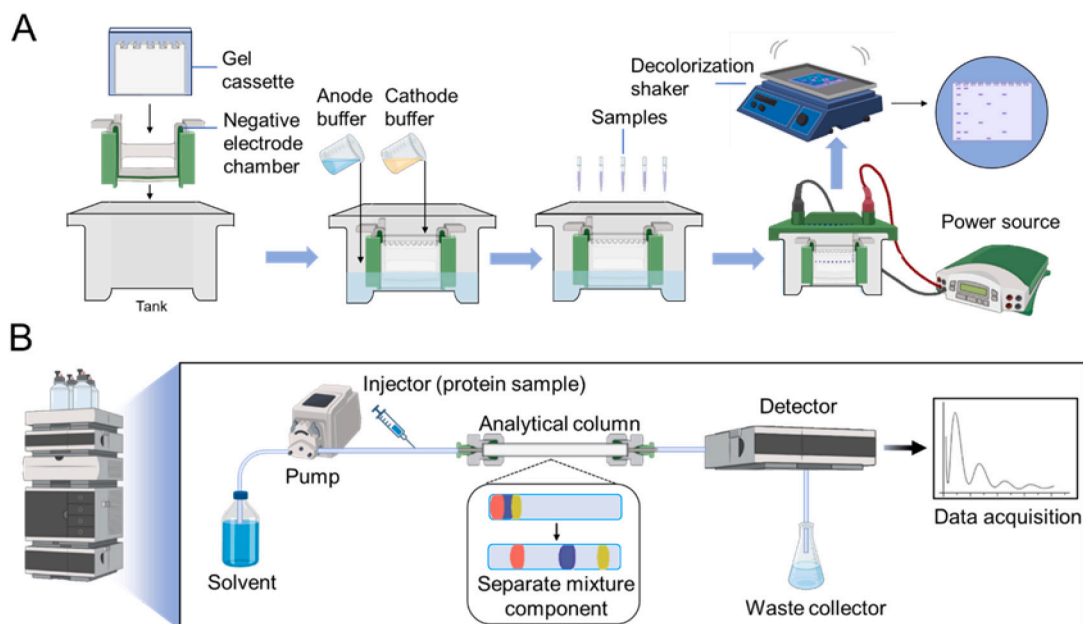 A
Gel
cassette
Negative
electrode
chamber
Tank
Anode
buffer
Cathode
buffer
Samples
Decolorization
shaker
Power source
B
Injector (protein sample)
Pump
Solvent
Analytical column
Separate mixture
component
Detector
Waste collector
Data acquisition